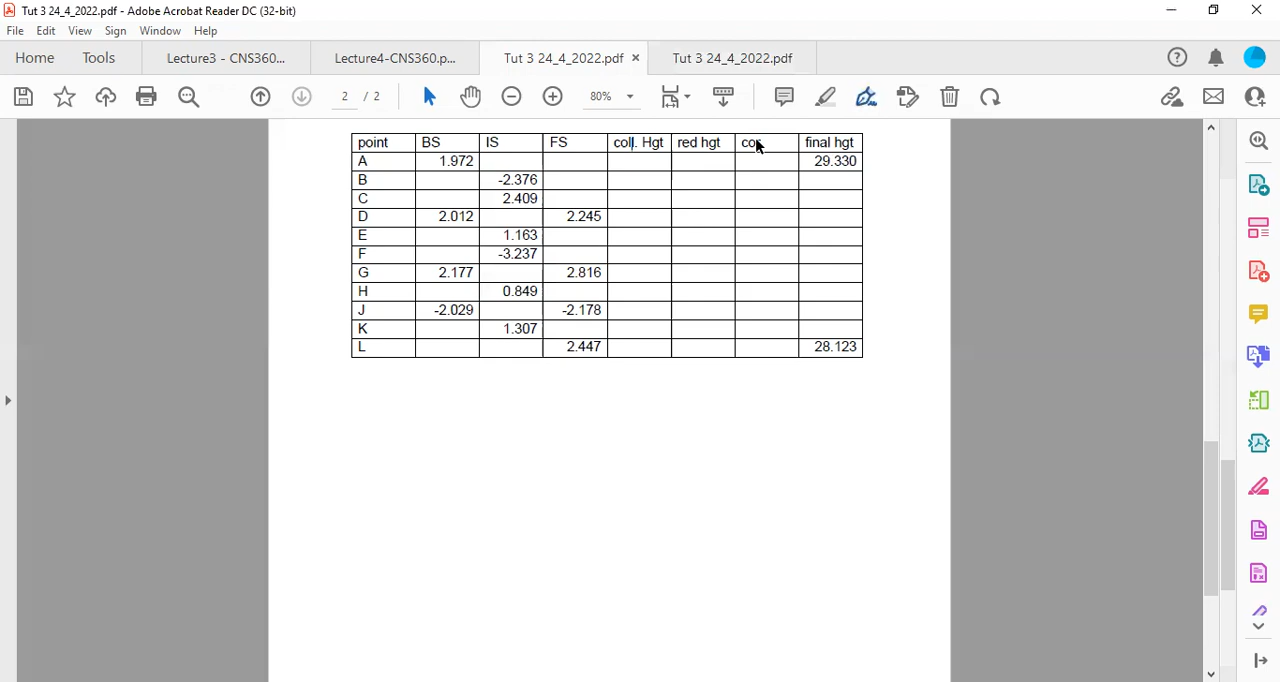 Tut 3 24_4_2022.pdf - Adobe Acrobat Reader DC (32-bit)
File Edit View Sign Window Help
Home Tools Lecture3 - CNS360... Lecture4-CNS360.p... Tut 3 24_4_2022.pdf × Tut 3 24_4_2022.pdf
2 / 2 80%
point BS IS FS coll. Hgt red hgt cor final hgt
A 1.972 29.330
B -2.376
C 2.409
D 2.012 2.245
E 1.163
F -3.237
G 2.177 2.816
H 0.849
J -2.029 -2.178
K 1.307
L 2.447 28.123